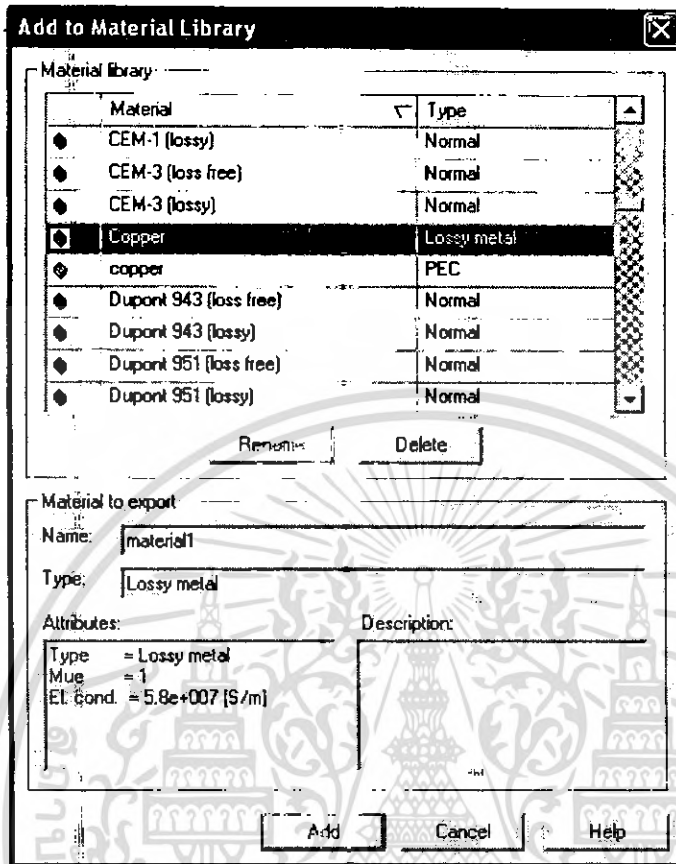 Add to Material Library
Material library
Material Type
CEM-1 (lossy) Normal
CEM-3 (loss free) Normal
CEM-3 (lossy) Normal
Copper Lossy metal
copper PEC
Dupont 943 (loss free) Normal
Dupont 943 (lossy) Normal
Dupont 951 (loss free) Normal
Dupont 951 (lossy) Normal
Rename Delete
Material to export
Name: material1
Type: Lossy metal
Attributes: Description:
Type = Lossy metal
Mue = 1
El. cond. = 5.8e+007 [S/m]
Add Cancel Help